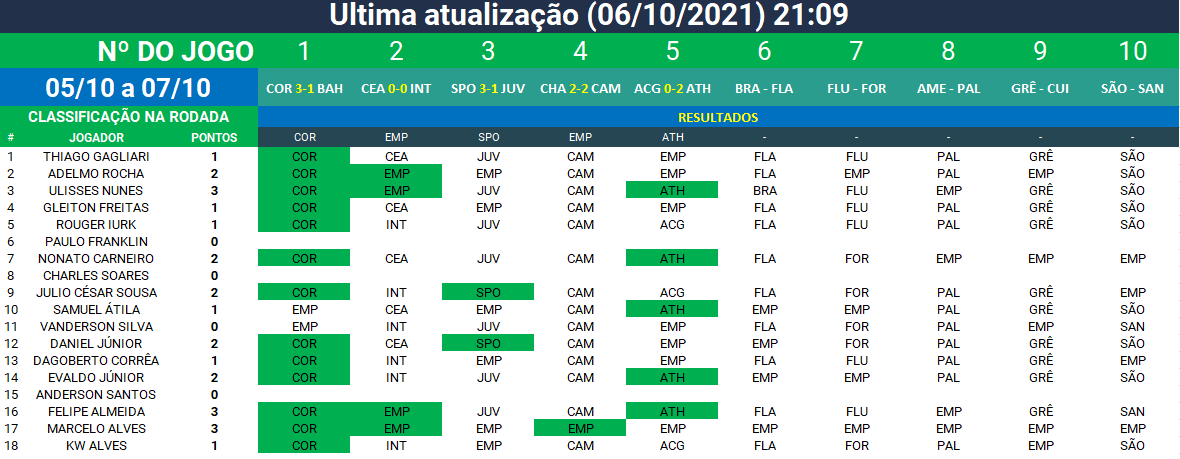 Ultima atualização (06/10/2021) 21:09
Nº DO JOGO 1 2 3 4 5 6 7 8 9 10
05/10 a 07/10 COR 3-1 BAH CEA 0-0 INT SPO 3-1 JUV CHA 2-2 CAM ACG 0-2 ATH BRA - FLA FLU - FOR AME - PAL GRÊ - CUI SÃO - SAN
CLASSIFICAÇÃO NA RODADA RESULTADOS
# JOGADOR PONTOS COR EMP SPO EMP ATH - - - - -
1 THIAGO GAGLIARI 1 COR CEA JUV CAM EMP FLA FLU PAL GRÊ SÃO
2 ADELMO ROCHA 2 COR EMP EMP CAM EMP FLA EMP PAL EMP SÃO
3 ULISSES NUNES 3 COR EMP JUV CAM ATH BRA FLU EMP GRÊ SÃO
4 GLEITON FREITAS 1 COR CEA EMP CAM EMP FLA FLU PAL GRÊ SÃO
5 ROUGER IURK 1 COR INT JUV CAM ACG FLA FLU PAL GRÊ SÃO
6 PAULO FRANKLIN 0
7 NONATO CARNEIRO 2 COR CEA JUV CAM ATH FLA FOR EMP EMP EMP
8 CHARLES SOARES 0
9 JULIO CÉSAR SOUSA 2 COR INT SPO CAM ACG FLA FOR PAL GRÊ EMP
10 SAMUEL ÁTILA 1 EMP CEA EMP CAM ATH FLA EMP PAL GRÊ SÃO
11 VANDERSON SILVA 0 EMP INT JUV CAM EMP FLA FOR PAL EMP SAN
12 DANIEL JÚNIOR 2 COR CEA SPO CAM EMP EMP FOR PAL GRÊ SÃO
13 DAGOBERTO CORRÊA 1 COR INT EMP CAM EMP FLA FLU PAL GRÊ EMP
14 EVALDO JÚNIOR 2 COR INT JUV CAM ATH EMP EMP PAL GRÊ SÃO
15 ANDERSON SANTOS 0
16 FELIPE ALMEIDA 3 COR EMP JUV CAM ATH FLA FLU EMP GRÊ SAN
17 MARCELO ALVES 3 COR EMP EMP EMP EMP EMP EMP EMP EMP EMP
18 KW ALVES 1 COR INT EMP CAM ACG FLA FOR PAL EMP SÃO